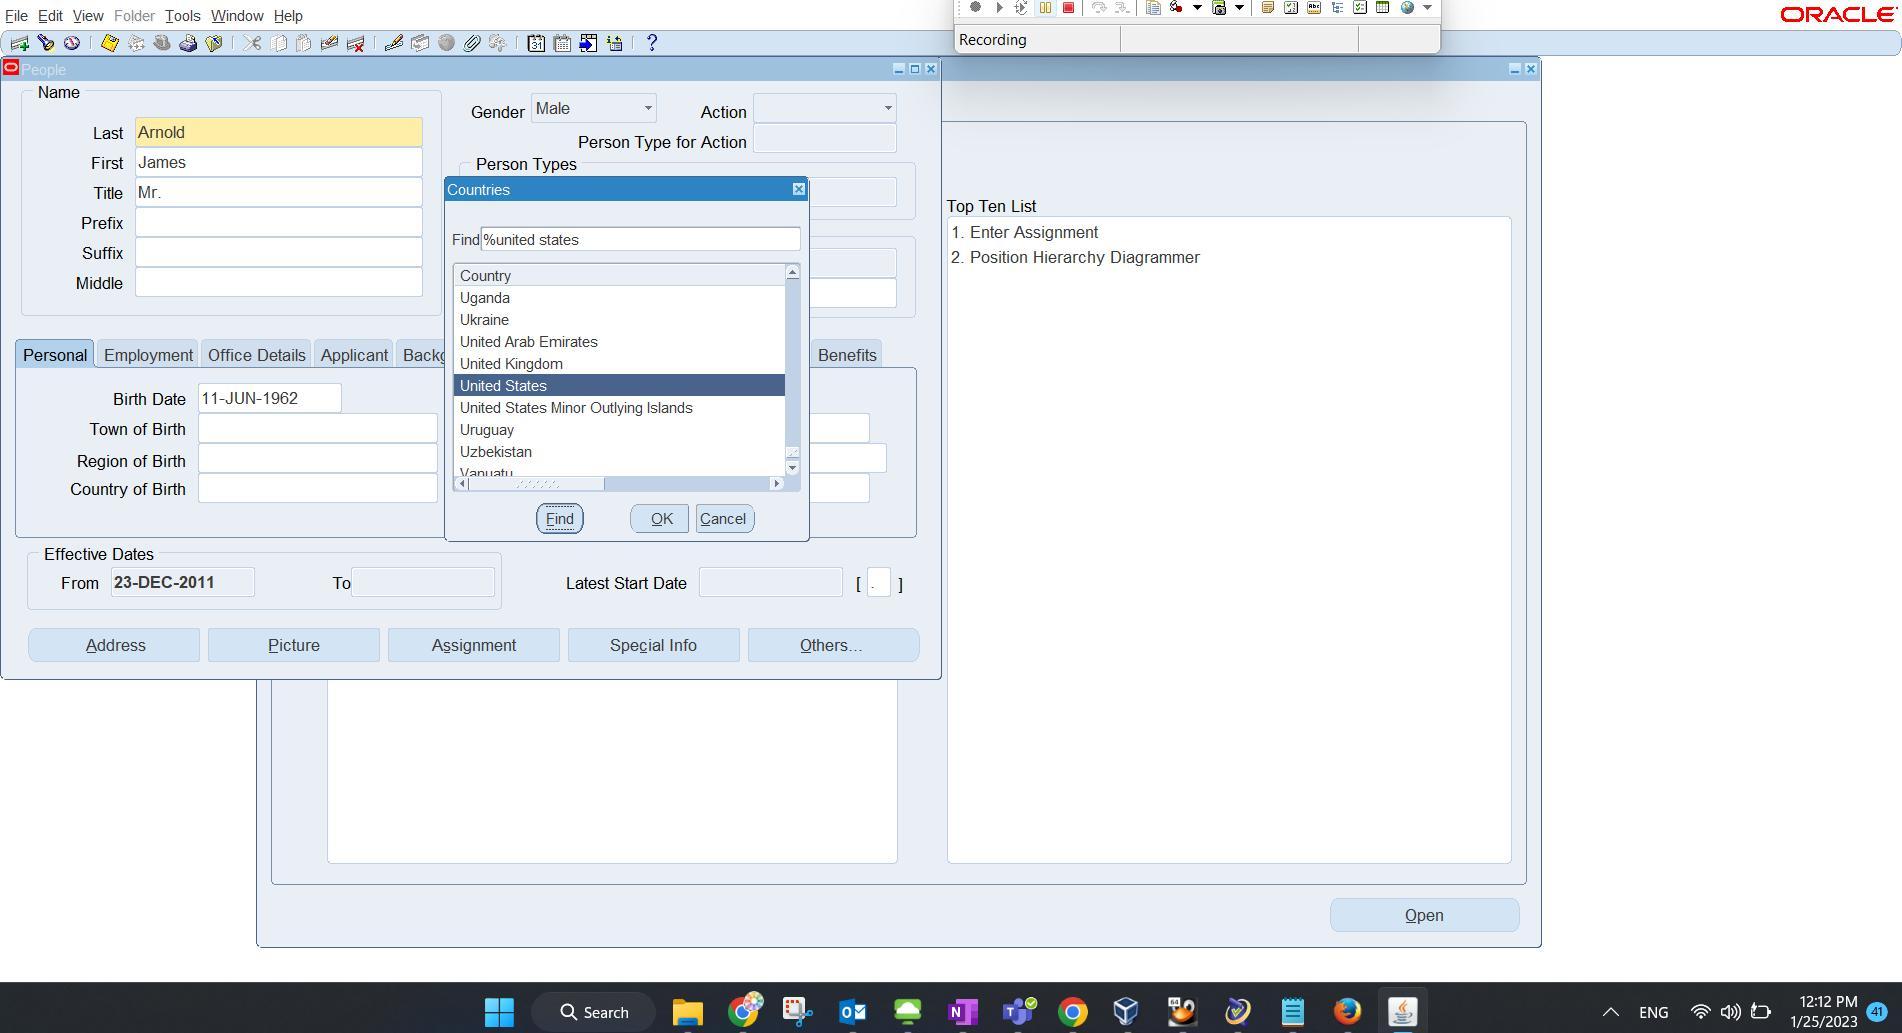 File Edit View Folder Tools Window Help
ORACLE
Recording
People
Name
Last Arnold
First James
Title Mr.
Prefix
Suffix
Middle
Gender Male
Action
Person Type for Action
Person Types
Countries
Find %united states
Country
Uganda
Ukraine
United Arab Emirates
United Kingdom
United States
United States Minor Outlying Islands
Uruguay
Uzbekistan
Vanuatu
Find OK Cancel
Top Ten List
1. Enter Assignment
2. Position Hierarchy Diagrammer
Personal Employment Office Details Applicant Backg Benefits
Birth Date 11-JUN-1962
Town of Birth
Region of Birth
Country of Birth
Effective Dates
From 23-DEC-2011 To
Latest Start Date [ . ]
Address Picture Assignment Special Info Others...
Open
Search
ENG
12:12 PM
1/25/2023
41